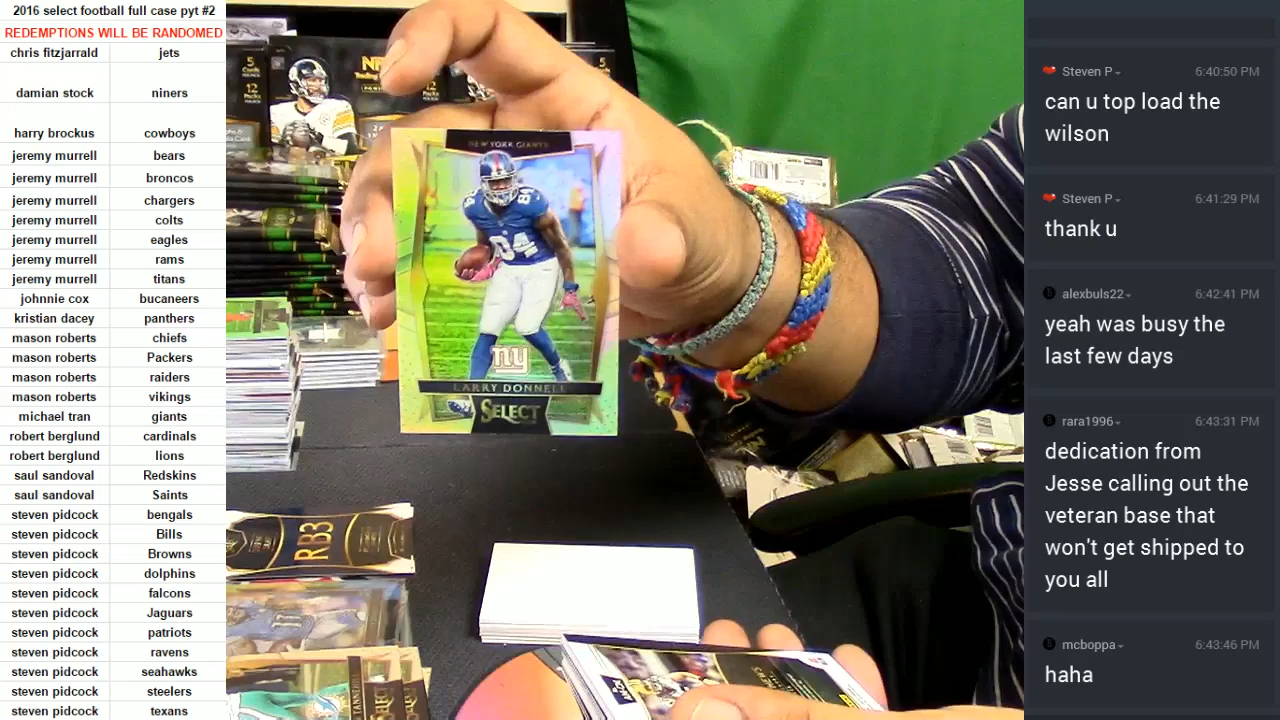 2016 select football full case pyt #2
REDEMPTIONS WILL BE RANDOMED
chris fitzjarrald jets
damian stock niners
harry brockus cowboys
jeremy murrell bears
jeremy murrell broncos
jeremy murrell chargers
jeremy murrell colts
jeremy murrell eagles
jeremy murrell rams
jeremy murrell titans
johnnie cox bucaneers
kristian dacey panthers
mason roberts chiefs
mason roberts Packers
mason roberts raiders
mason roberts vikings
michael tran giants
robert berglund cardinals
robert berglund lions
saul sandoval Redskins
saul sandoval Saints
steven pidcock bengals
steven pidcock Bills
steven pidcock Browns
steven pidcock dolphins
steven pidcock falcons
steven pidcock Jaguars
steven pidcock patriots
steven pidcock ravens
steven pidcock seahawks
steven pidcock steelers
steven pidcock texans
5
12
NEW YORK GIANTS
84
NY
LARRY DONNELL
SELECT
RB3
TANNEHILL
SELECT
Steven P 6:40:50 PM
can u top load the
wilson
Steven P 6:41:29 PM
thank u
alexbuls22 6:42:41 PM
yeah was busy the
last few days
rara1996 6:43:31 PM
dedication from
Jesse calling out the
veteran base that
won't get shipped to
you all
mcboppa 6:43:46 PM
haha